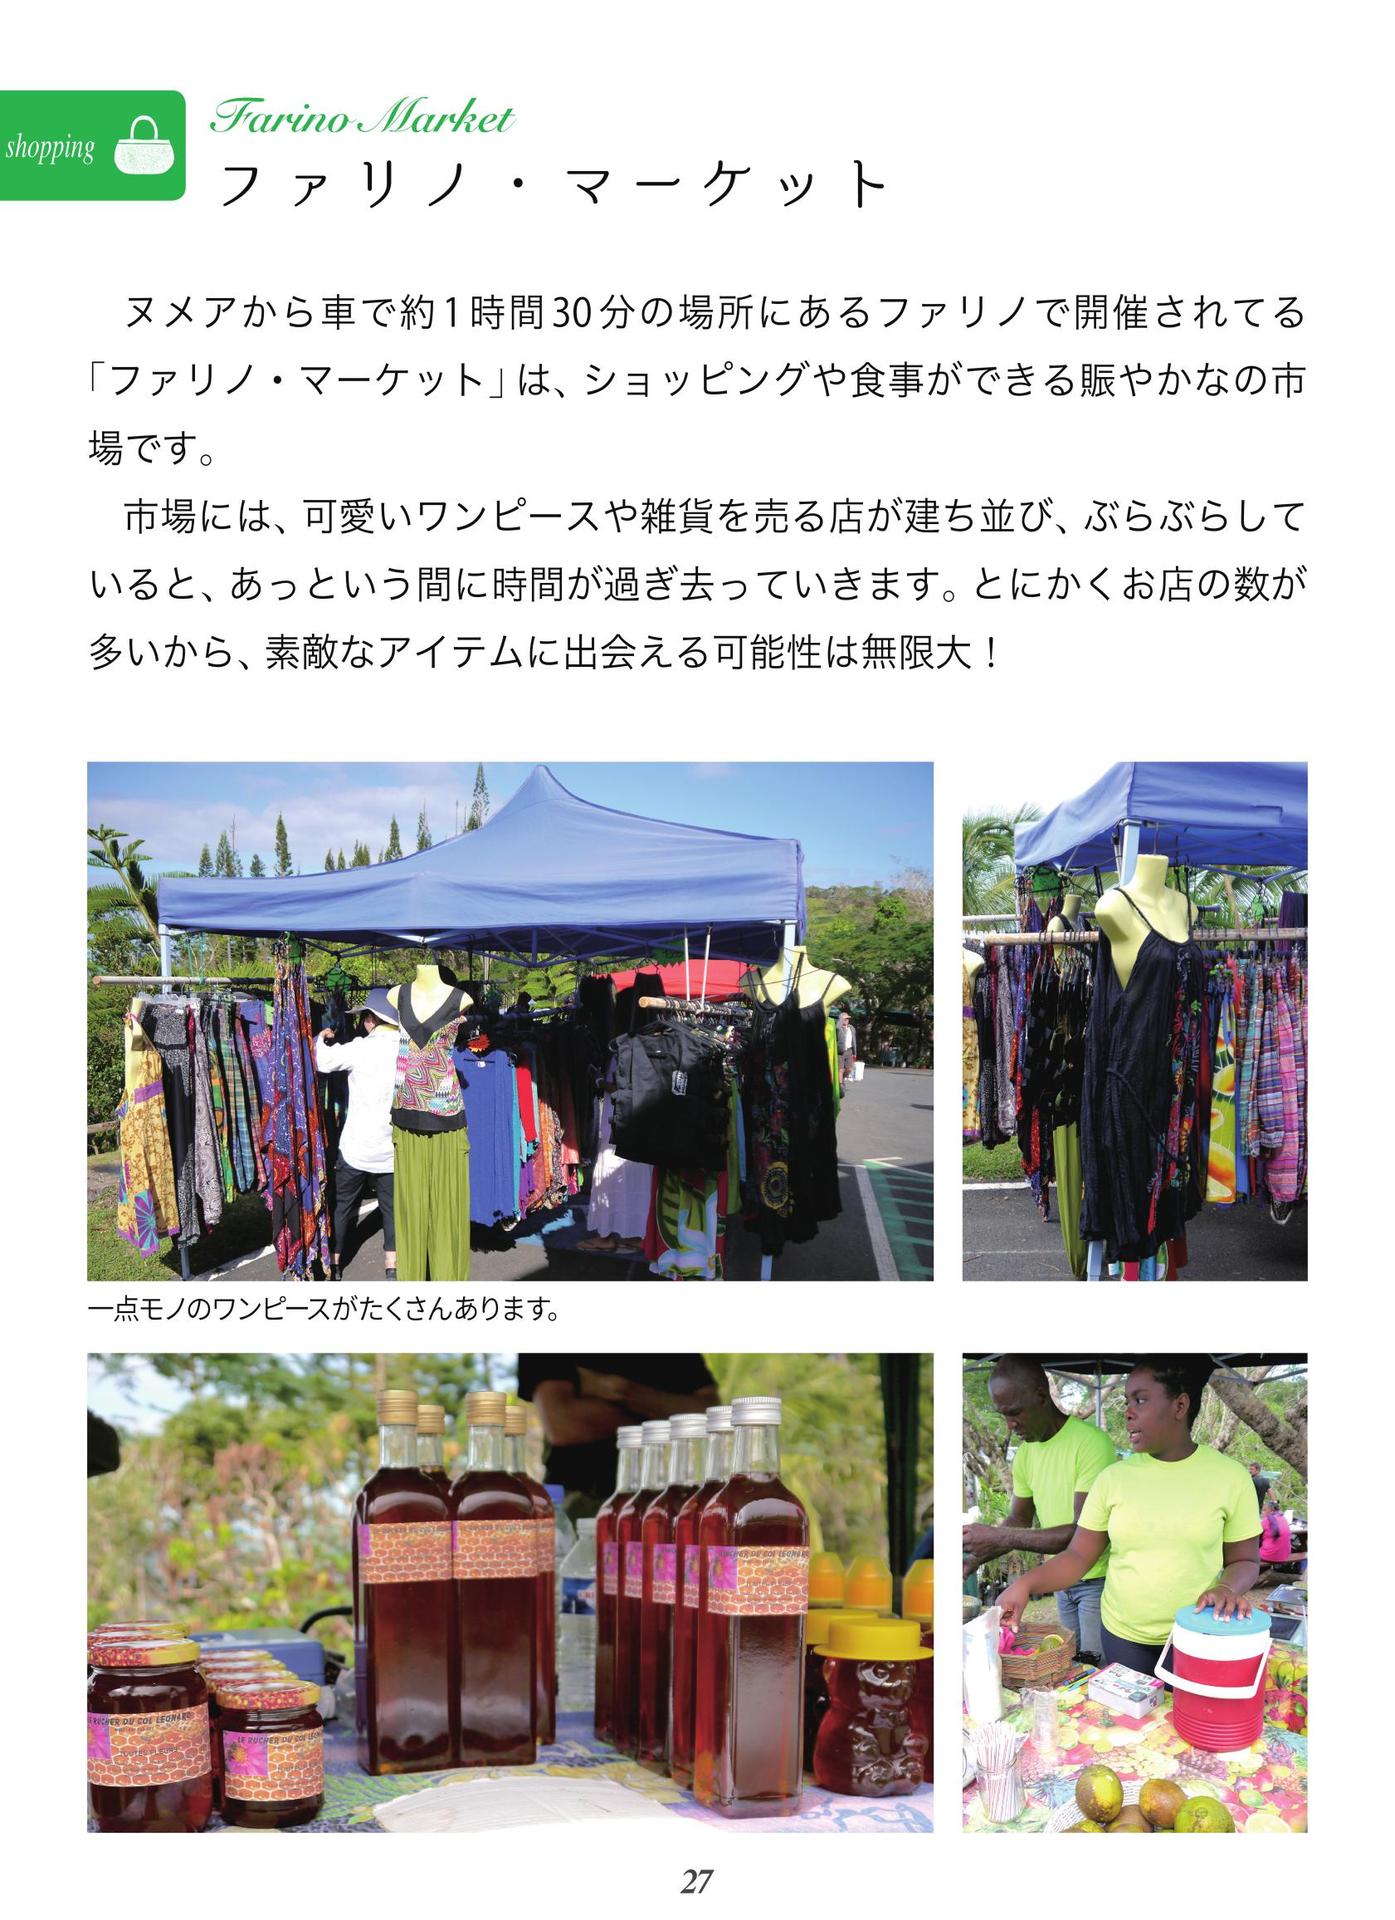 shopping
Farino Market
ファリノ・マーケット
ヌメアから車で約1時間30分の場所にあるファリノで開催されてる
「ファリノ・マーケット」は、ショッピングや食事ができる賑やかなの市
場です。
市場には、可愛いワンピースや雑貨を売る店が建ち並び、ぶらぶらして
いると、あっという間に時間が過ぎ去っていきます。とにかくお店の数が
多いから、素敵なアイテムに出会える可能性は無限大！
一点モノのワンピースがたくさんあります。
LE RUCHER DU COL LEONARD
27